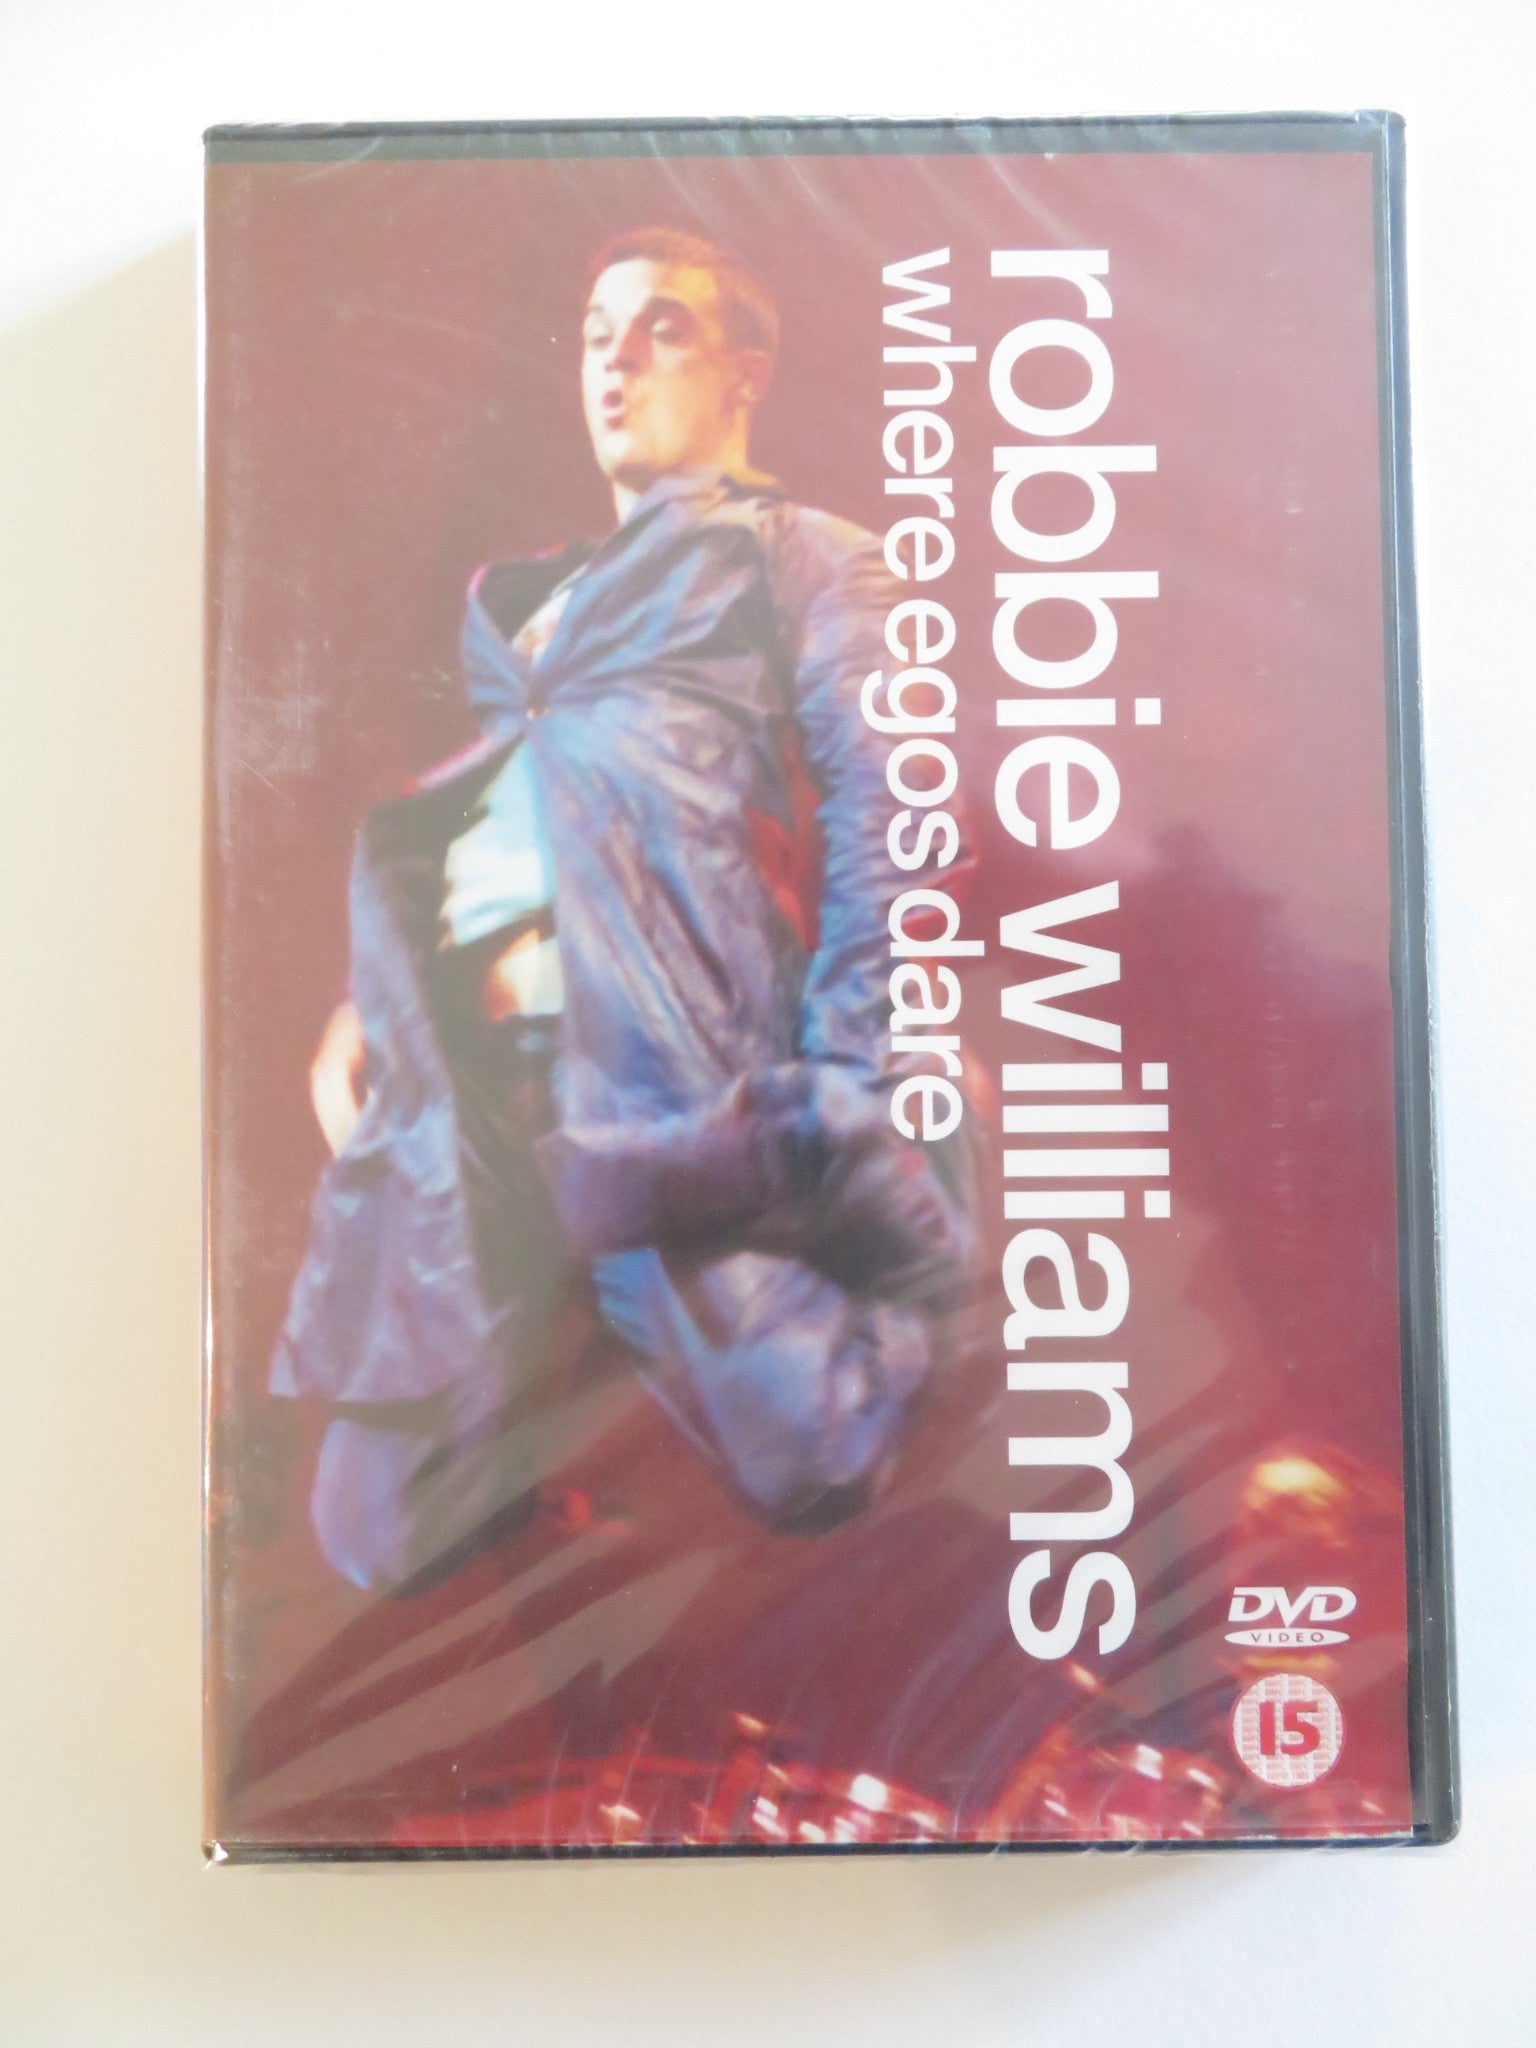 robbie williams
where egos dare
DVD
VIDEO
15